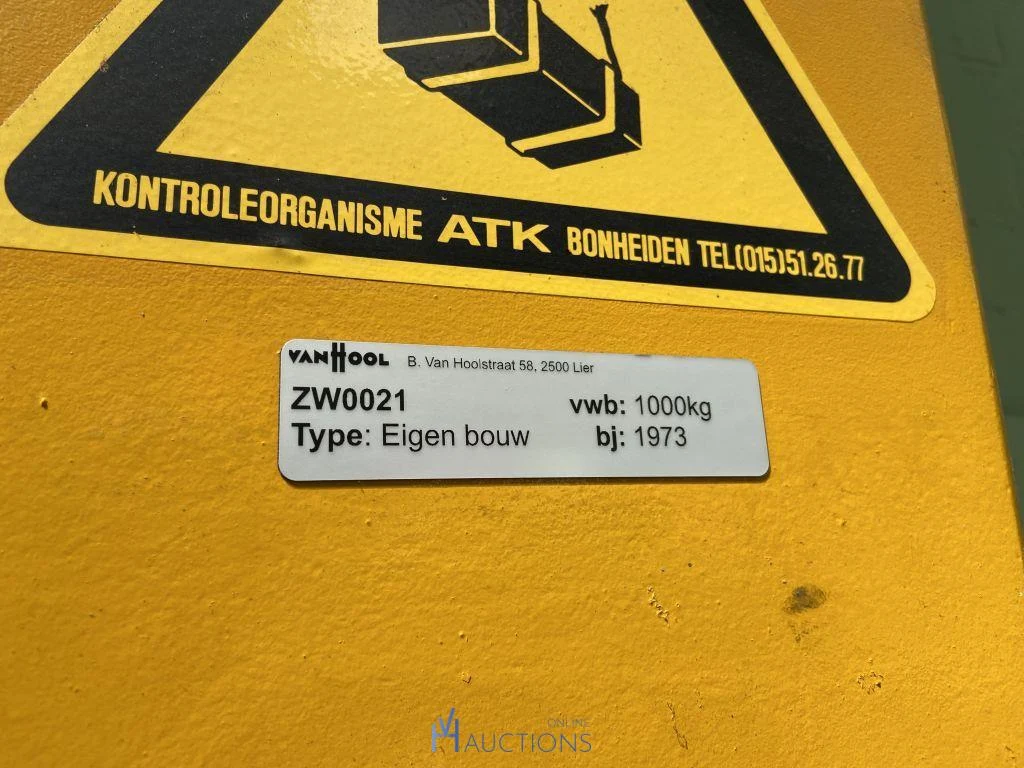 KONTROLEORGANISME ATK BONHEIDEN TEL(015)51.26.77
VANHOOL B. Van Hoolstraat 58, 2500 Lier
ZW0021 vwb: 1000kg
Type: Eigen bouw bj: 1973
VH ONLINE
AUCTIONS